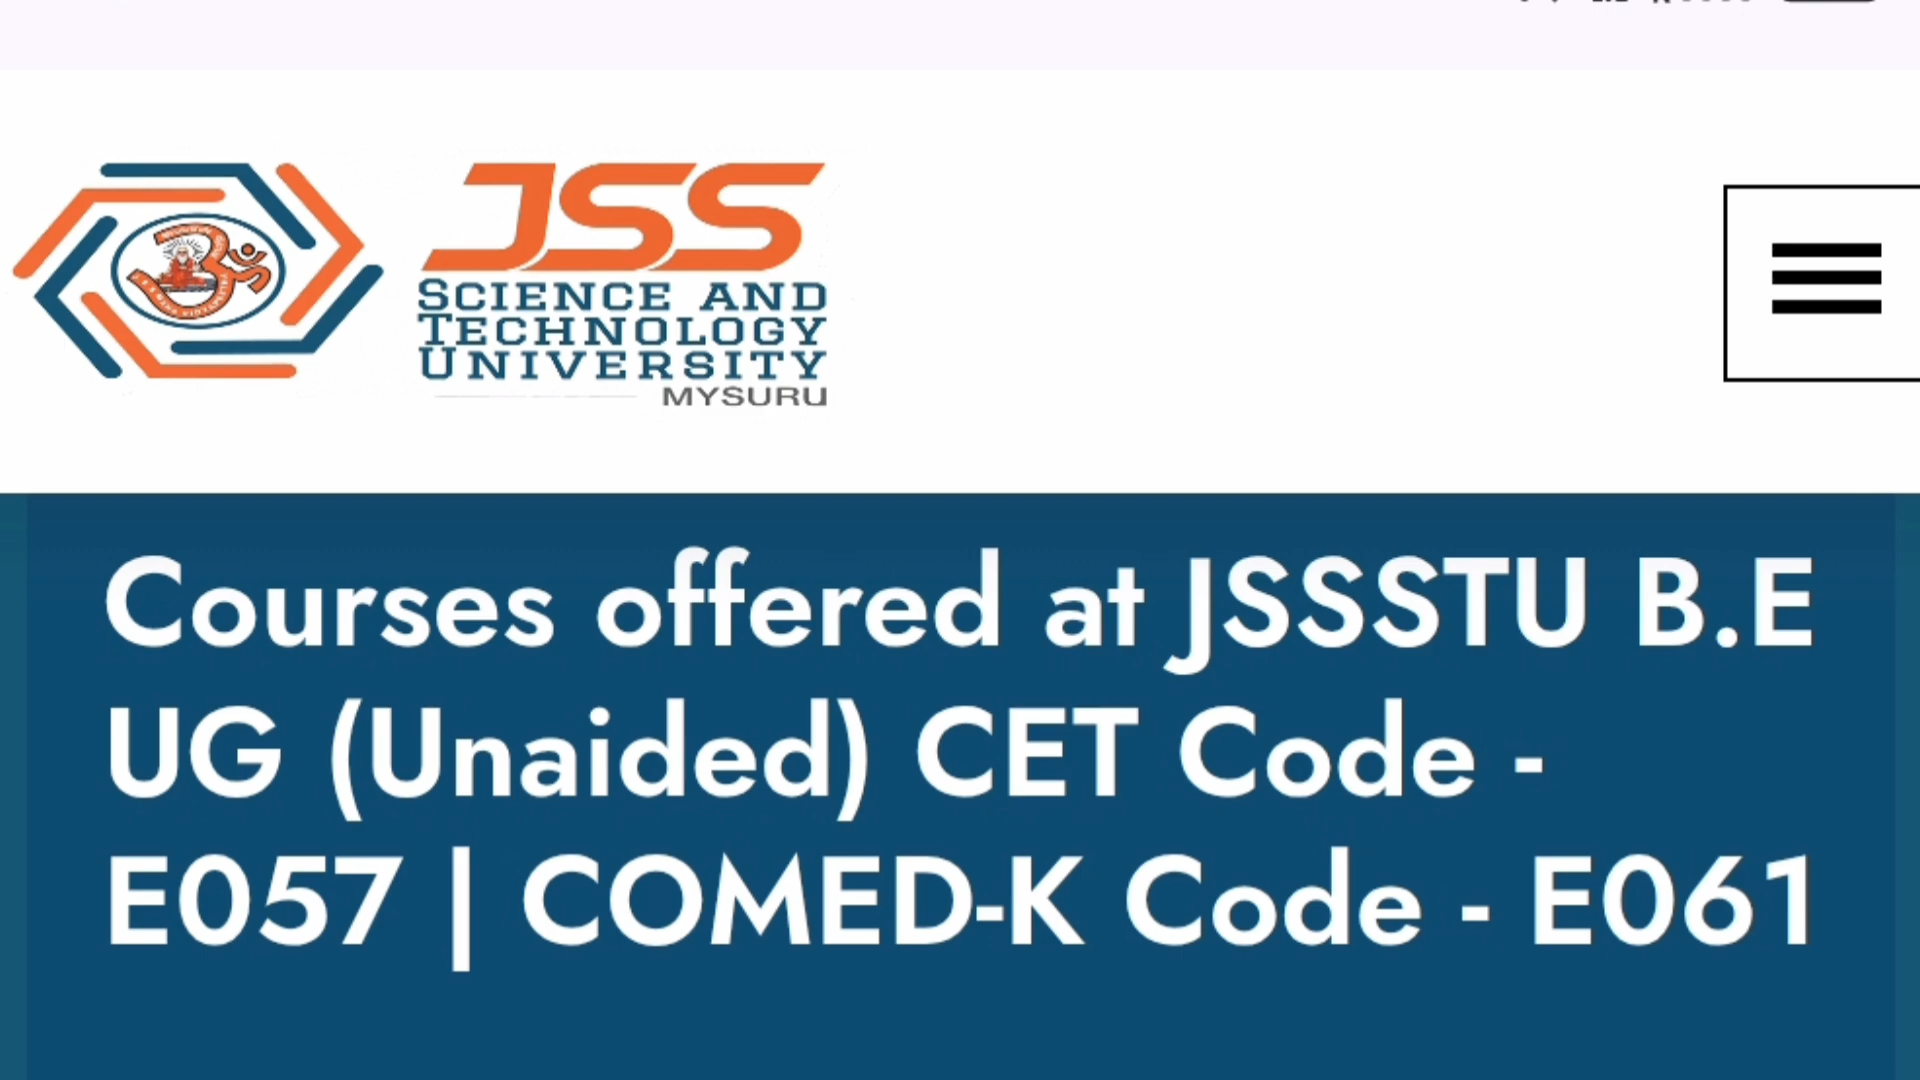 JSS
SCIENCE AND
TECHNOLOGY
UNIVERSITY
MYSURU
Courses offered at JSSSTU B.E
UG (Unaided) CET Code -
E057 | COMED-K Code - E061